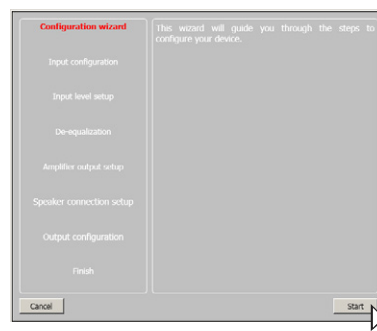 Configuration wizard
This wizard will guide you through the steps to
configure your device.
Input configuration
Input level setup
De-equalization
Amplifier output setup
Speaker connection setup
Output configuration
Finish
Cancel
Start